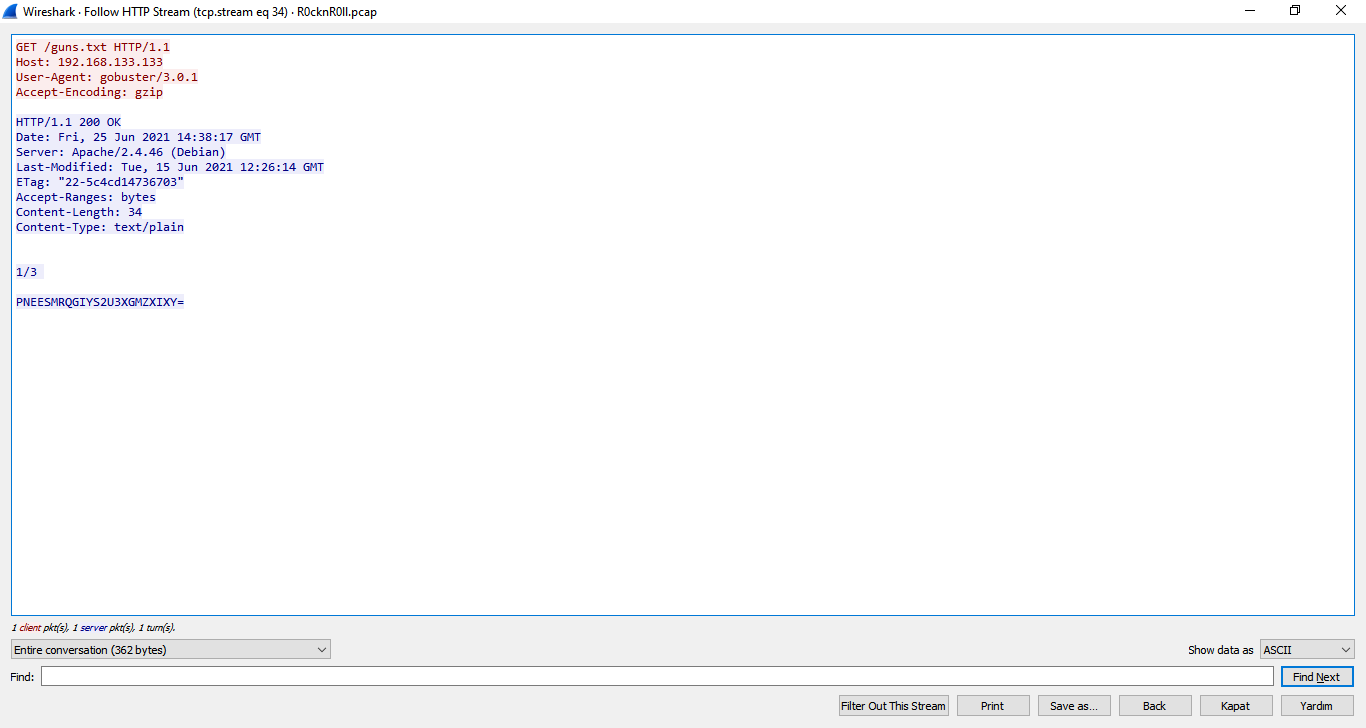 Wireshark · Follow HTTP Stream (tcp.stream eq 34) · R0cknR0ll.pcap
GET /guns.txt HTTP/1.1
Host: 192.168.133.133
User-Agent: gobuster/3.0.1
Accept-Encoding: gzip
HTTP/1.1 200 OK
Date: Fri, 25 Jun 2021 14:38:17 GMT
Server: Apache/2.4.46 (Debian)
Last-Modified: Tue, 15 Jun 2021 12:26:14 GMT
ETag: "22-5c4cd14736703"
Accept-Ranges: bytes
Content-Length: 34
Content-Type: text/plain
1/3
PNEESMRQGIYS2U3XGMZXIXY=
1 client pkt(s), 1 server pkt(s), 1 turn(s).
Entire conversation (362 bytes)
Show data as ASCII
Find:
Find Next
Filter Out This Stream
Print
Save as...
Back
Kapat
Yardım